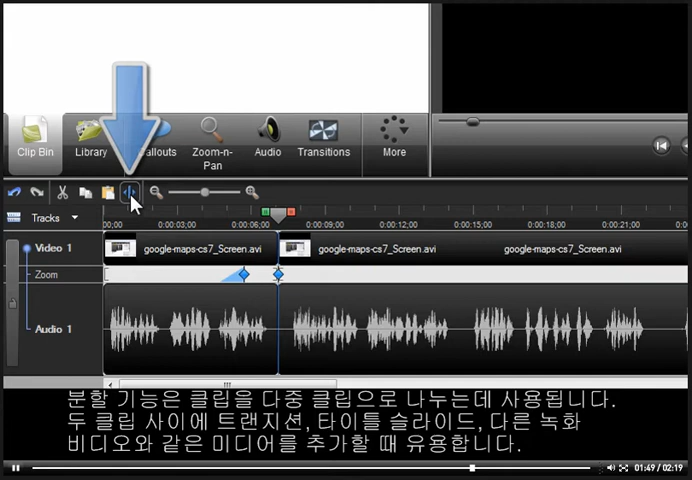 Clip Bin
Library
allouts
Zoom-n-Pan
Audio
Transitions
More
Tracks
00;00
0:00:03;00
0:00:06;00
0:00:09;00
0:00:12;00
0:00:15;00
0:00:18;00
0:00:21;00
Video 1
google-maps-cs7_Screen.avi
google-maps-cs7_Screen.avi
google-maps-cs7_Screen.avi
Zoom
Audio 1
분할 기능은 클립을 다중 클립으로 나누는데 사용됩니다.
두 클립 사이에 트랜지션, 타이틀 슬라이드, 다른 녹화
비디오와 같은 미디어를 추가할 때 유용합니다.
01:49 / 02:19